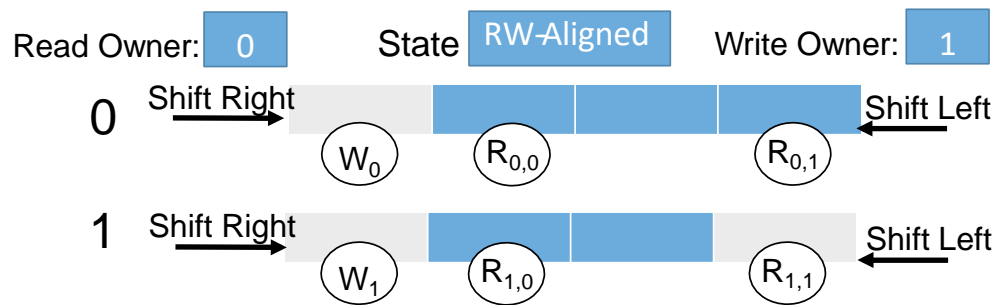 Read Owner: 0 State RW-Aligned Write Owner: 1
0 Shift Right Shift Left
W₀ R₀,₀ R₀,₁
1 Shift Right Shift Left
W₁ R₁,₀ R₁,₁